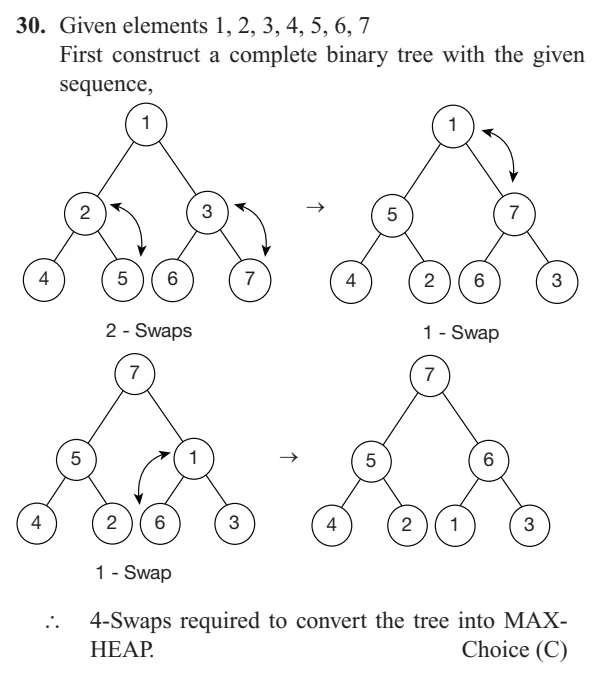 30. Given elements 1, 2, 3, 4, 5, 6, 7
First construct a complete binary tree with the given
sequence,
1 1
2 3 → 5 7
4 5 6 7 4 2 6 3
2 - Swaps 1 - Swap
7 7
5 1 → 5 6
4 2 6 3 4 2 1 3
1 - Swap
∴ 4-Swaps required to convert the tree into MAX-
HEAP. Choice (C)